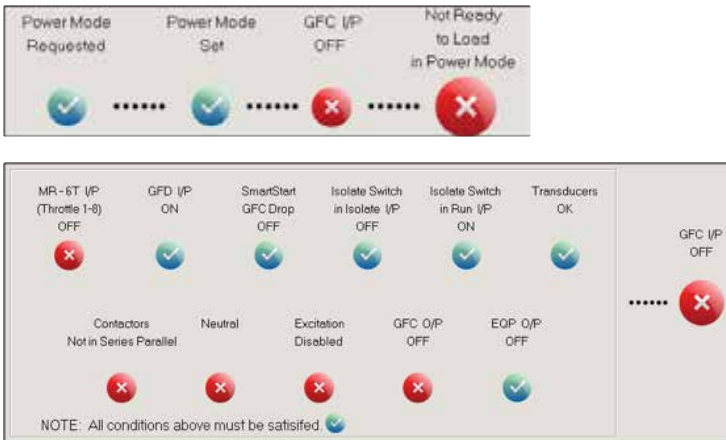 Power Mode Requested
Power Mode Set
GFC I/P OFF
Not Ready to Load in Power Mode
MR-6T I/P (Throttle 1-8) OFF
GFD I/P ON
SmartStart GFC Drop OFF
Isolate Switch in Isolate I/P OFF
Isolate Switch in Run I/P ON
Transducers OK
GFC I/P OFF
Contactors Not in Series Parallel
Neutral
Excitation Disabled
GFC O/P OFF
EQP O/P OFF
NOTE: All conditions above must be satisifed.